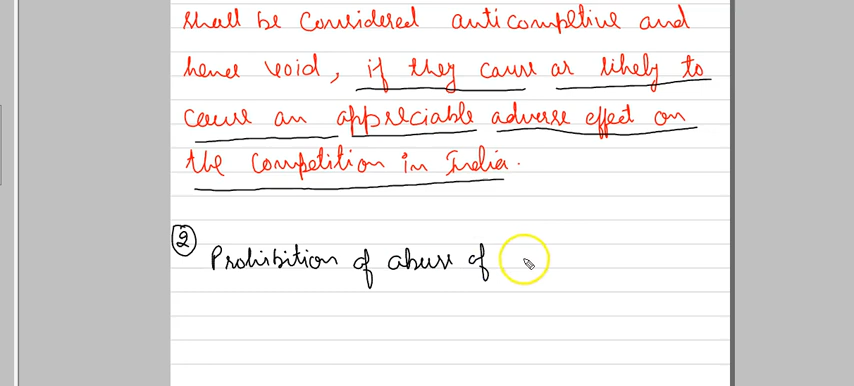 shall be considered anticompetive and
hence void, if they cause or likely to
cause an appreciable adverse effect on
the competition in India.
② Prohibition of abuse of